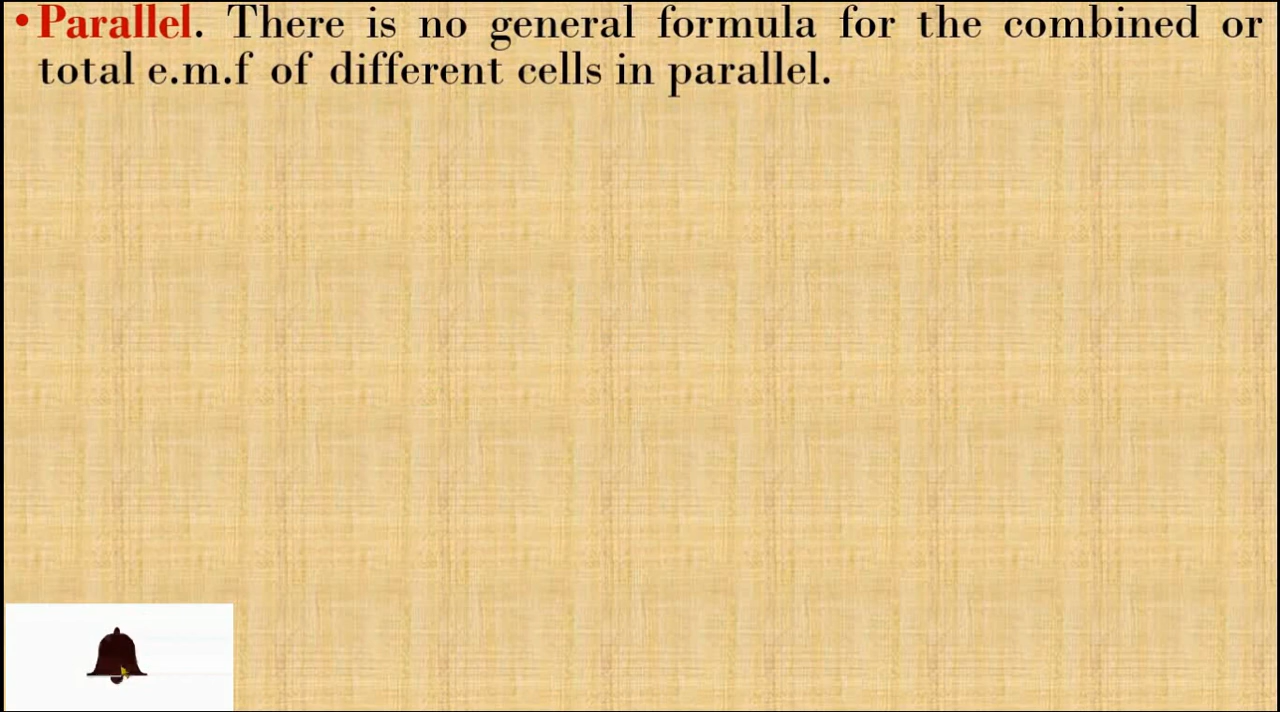 •Parallel. There is no general formula for the combined or
total e.m.f of different cells in parallel.